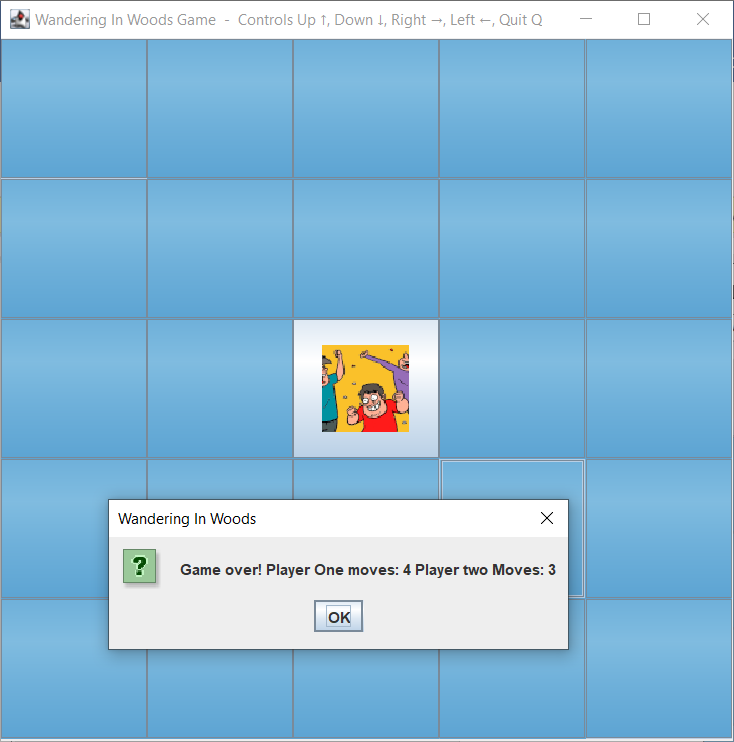 Wandering In Woods Game - Controls Up ↑, Down ↓, Right →, Left ←, Quit Q
Wandering In Woods
?
Game over! Player One moves: 4 Player two Moves: 3
OK